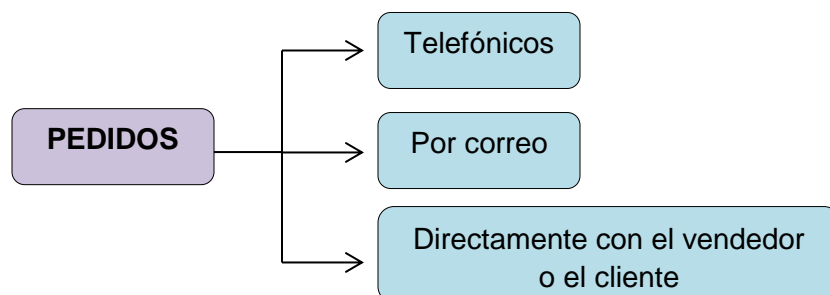 Telefónicos
PEDIDOS
Por correo
Directamente con el vendedor
o el cliente